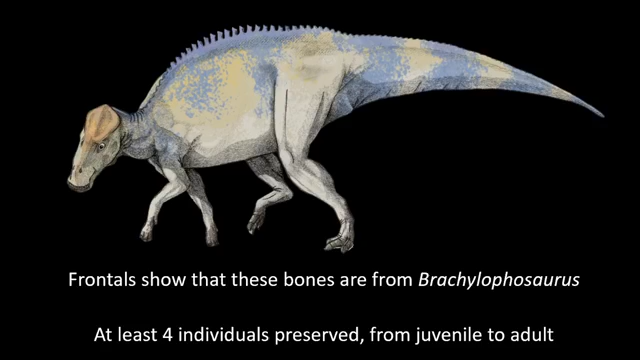 Frontals show that these bones are from Brachylophosaurus
At least 4 individuals preserved, from juvenile to adult